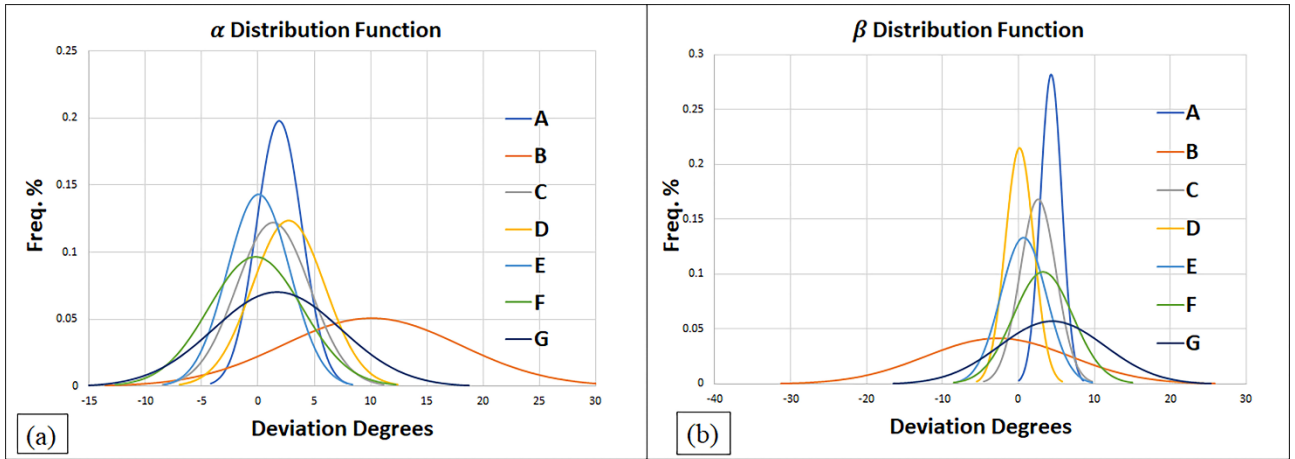 α Distribution Function
0.25
0.2
0.15
0.1
0.05
0
Freq. %
-15 -10 -5 0 5 10 15 20 25 30
Deviation Degrees
A
B
C
D
E
F
G
(a)
β Distribution Function
0.3
0.25
0.2
0.15
0.1
0.05
0
Freq. %
-40 -30 -20 -10 0 10 20 30
Deviation Degrees
A
B
C
D
E
F
G
(b)